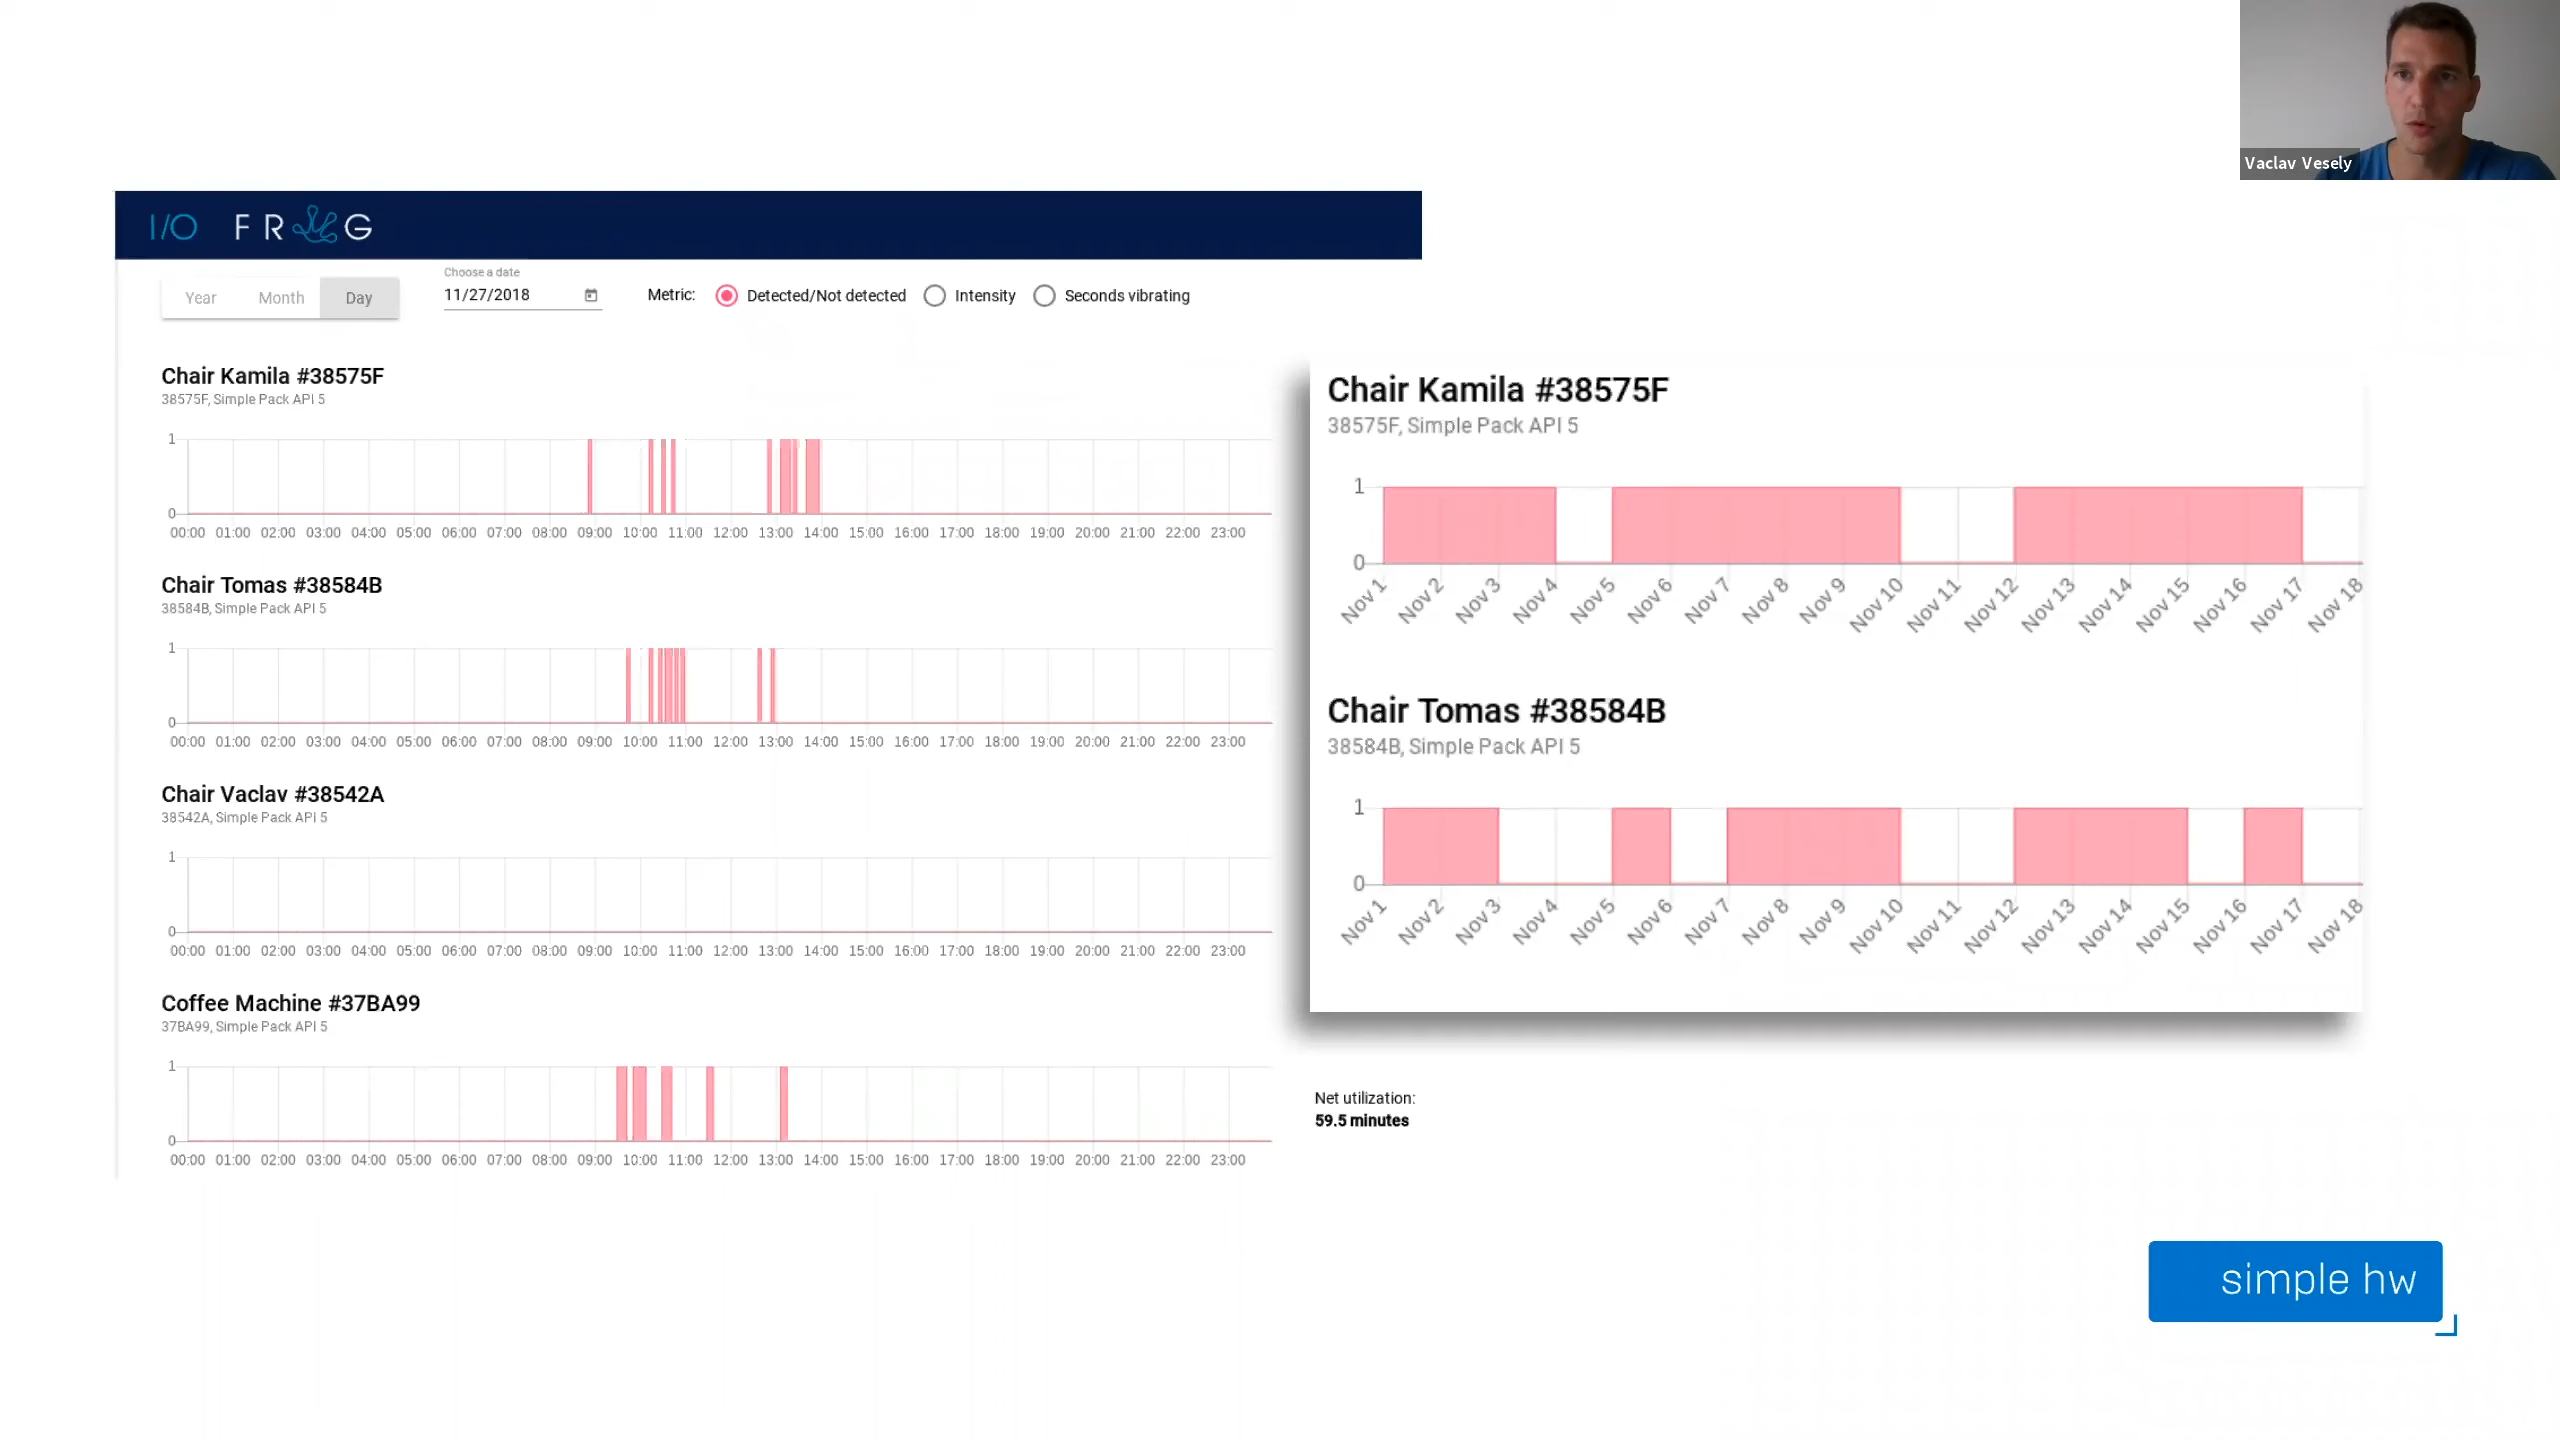 Vaclav Vesely
I/O FROG
Year Month Day
Choose a date
11/27/2018
Metric: Detected/Not detected Intensity Seconds vibrating
Chair Kamila #38575F
38575F, Simple Pack API 5
1
0
00:00 01:00 02:00 03:00 04:00 05:00 06:00 07:00 08:00 09:00 10:00 11:00 12:00 13:00 14:00 15:00 16:00 17:00 18:00 19:00 20:00 21:00 22:00 23:00
Chair Tomas #38584B
38584B, Simple Pack API 5
1
0
00:00 01:00 02:00 03:00 04:00 05:00 06:00 07:00 08:00 09:00 10:00 11:00 12:00 13:00 14:00 15:00 16:00 17:00 18:00 19:00 20:00 21:00 22:00 23:00
Chair Vaclav #38542A
38542A, Simple Pack API 5
1
0
00:00 01:00 02:00 03:00 04:00 05:00 06:00 07:00 08:00 09:00 10:00 11:00 12:00 13:00 14:00 15:00 16:00 17:00 18:00 19:00 20:00 21:00 22:00 23:00
Coffee Machine #37BA99
37BA99, Simple Pack API 5
1
0
00:00 01:00 02:00 03:00 04:00 05:00 06:00 07:00 08:00 09:00 10:00 11:00 12:00 13:00 14:00 15:00 16:00 17:00 18:00 19:00 20:00 21:00 22:00 23:00
Chair Kamila #38575F
38575F, Simple Pack API 5
1
0
Nov 1 Nov 2 Nov 3 Nov 4 Nov 5 Nov 6 Nov 7 Nov 8 Nov 9 Nov 10 Nov 11 Nov 12 Nov 13 Nov 14 Nov 15 Nov 16 Nov 17 Nov 18
Chair Tomas #38584B
38584B, Simple Pack API 5
1
0
Nov 1 Nov 2 Nov 3 Nov 4 Nov 5 Nov 6 Nov 7 Nov 8 Nov 9 Nov 10 Nov 11 Nov 12 Nov 13 Nov 14 Nov 15 Nov 16 Nov 17 Nov 18
Net utilization:
59.5 minutes
simple hw